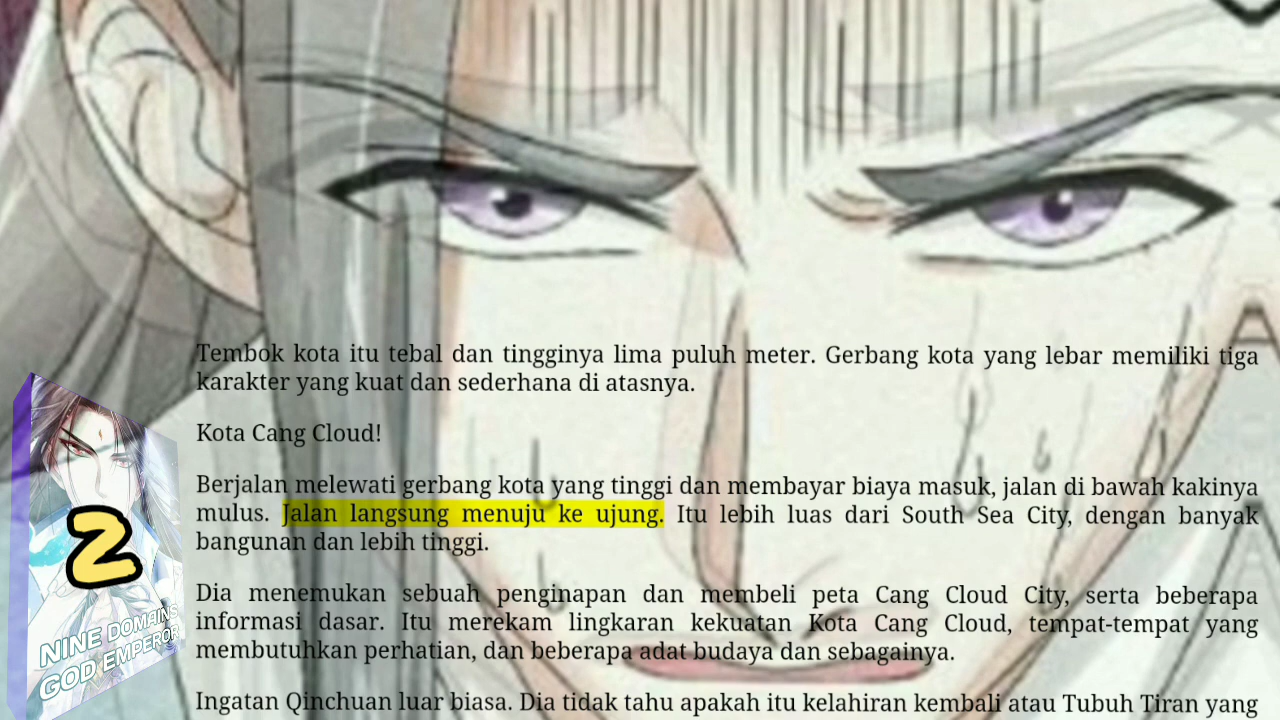 Tembok kota itu tebal dan tingginya lima puluh meter. Gerbang kota yang lebar memiliki tiga
karakter yang kuat dan sederhana di atasnya.
Kota Cang Cloud!
Berjalan melewati gerbang kota yang tinggi dan membayar biaya masuk, jalan di bawah kakinya
mulus. Jalan langsung menuju ke ujung. Itu lebih luas dari South Sea City, dengan banyak
bangunan dan lebih tinggi.
Dia menemukan sebuah penginapan dan membeli peta Cang Cloud City, serta beberapa
informasi dasar. Itu merekam lingkaran kekuatan Kota Cang Cloud, tempat-tempat yang
membutuhkan perhatian, dan beberapa adat budaya dan sebagainya.
Ingatan Qinchuan luar biasa. Dia tidak tahu apakah itu kelahiran kembali atau Tubuh Tiran yang
2
NINE DOMAINS
GOD EMPEROR